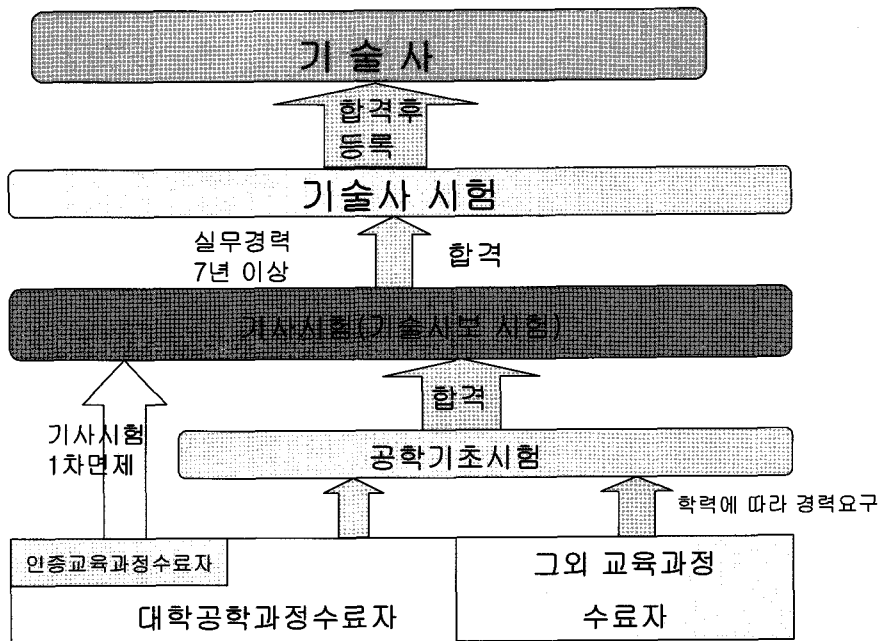 기 술 사
합격후
등록
기술사 시험
실무경력
7년 이상
합격
기사시험(기술사보 시험)
합격
기사시험
1차면제
공학기초시험
학력에 따라 경력요구
인증교육과정수료자
대학공학과정수료자
그외 교육과정
수료자